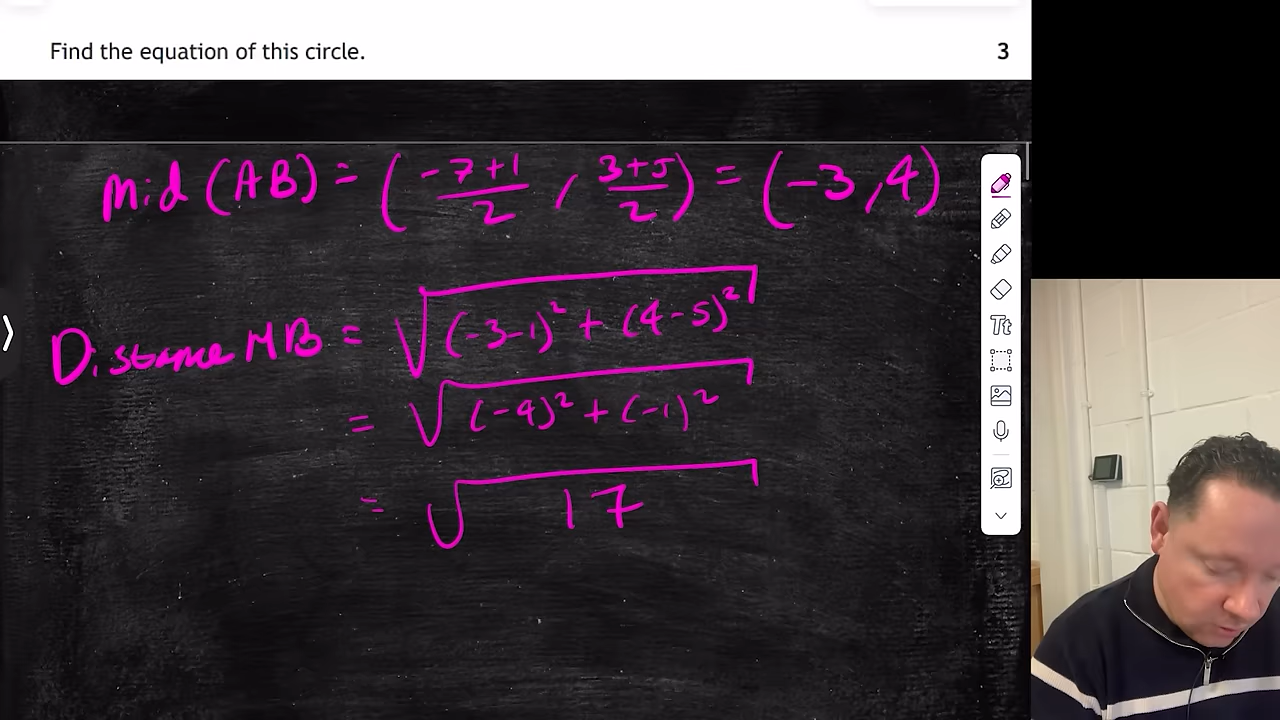 Find the equation of this circle. 3
Mid (AB) = (-7+1/2 , 3+5/2) = (-3,4)
Distance MB = √(-3-1)² + (4-5)²
= √(-4)² + (-1)²
= √17
Tt